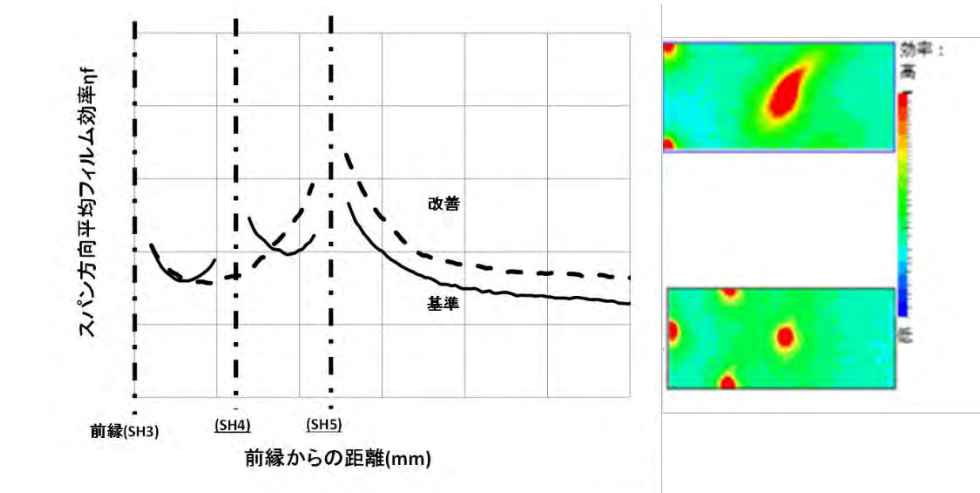 スパン方向平均フィルム効率ηf
改善
基準
前縁(SH3)
(SH4)
(SH5)
前縁からの距離(mm)
効率：
高
低